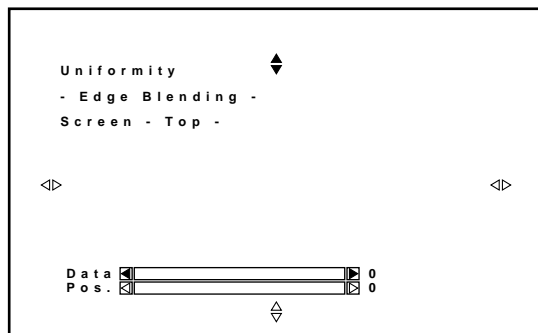 Uniformity
- Edge Blending -
Screen - Top -
Data 0
Pos. 0